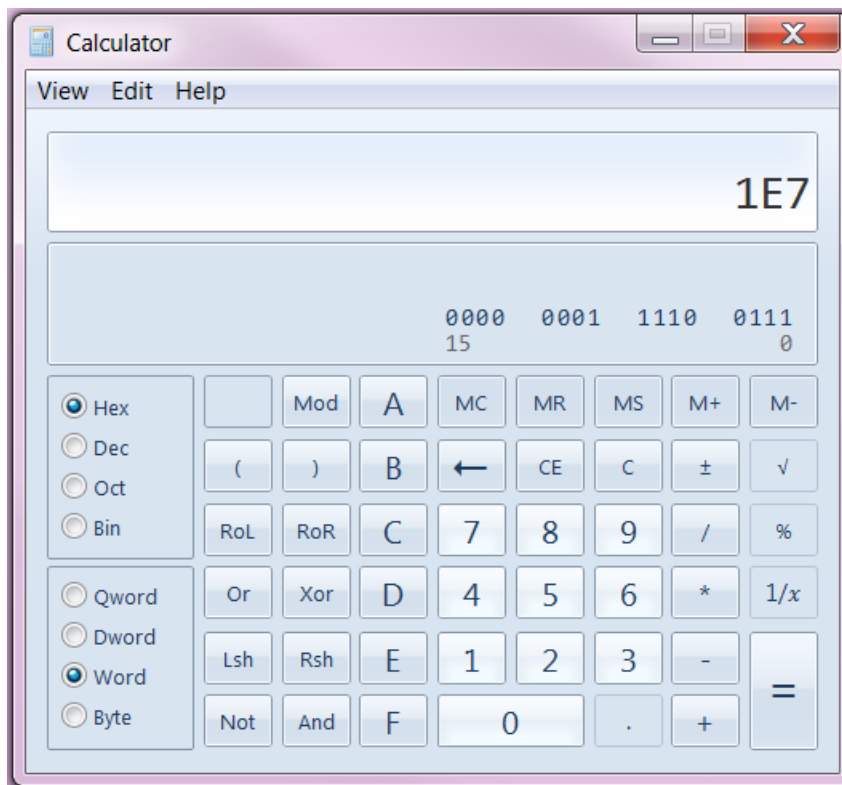 Calculator
View Edit Help
1E7
0000 0001 1110 0111
15 0
Hex Mod A MC MR MS M+ M-
Dec ( ) B ← CE C ± √
Oct
Bin RoL RoR C 7 8 9 / %
Qword Or Xor D 4 5 6 * 1/x
Dword
Word Lsh Rsh E 1 2 3 - =
Byte Not And F 0 . +